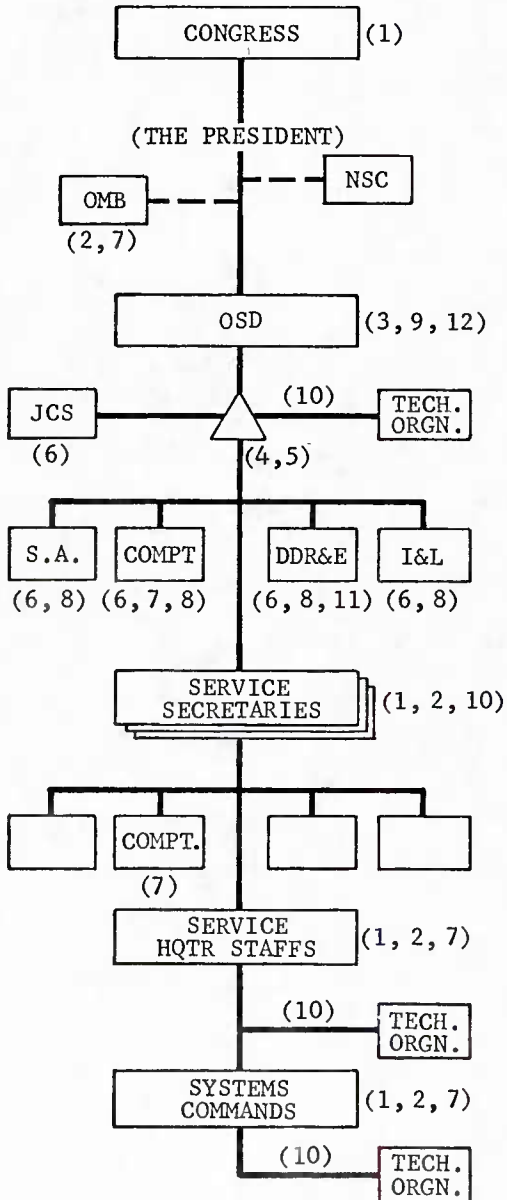 CONGRESS (1)
(THE PRESIDENT)
NSC
OMB
(2,7)
OSD (3,9,12)
JCS (10) TECH.
ORGN.
(6) (4,5)
S.A. COMPT DDR&E I&L
(6,8) (6,7,8) (6,8,11) (6,8)
SERVICE
SECRETARIES (1,2,10)
COMPT.
(7)
SERVICE
HQTR STAFFS (1,2,7)
(10) TECH.
ORGN.
SYSTEMS
COMMANDS (1,2,7)
(10) TECH.
ORGN.